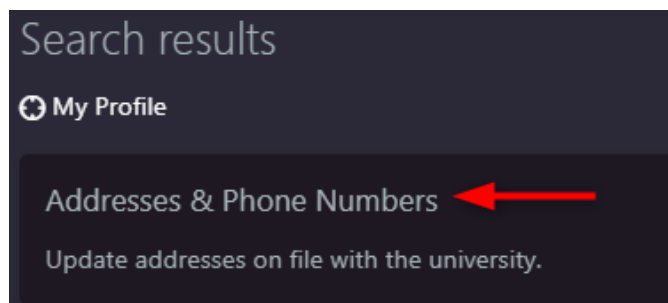 Search results
My Profile
Addresses & Phone Numbers
Update addresses on file with the university.